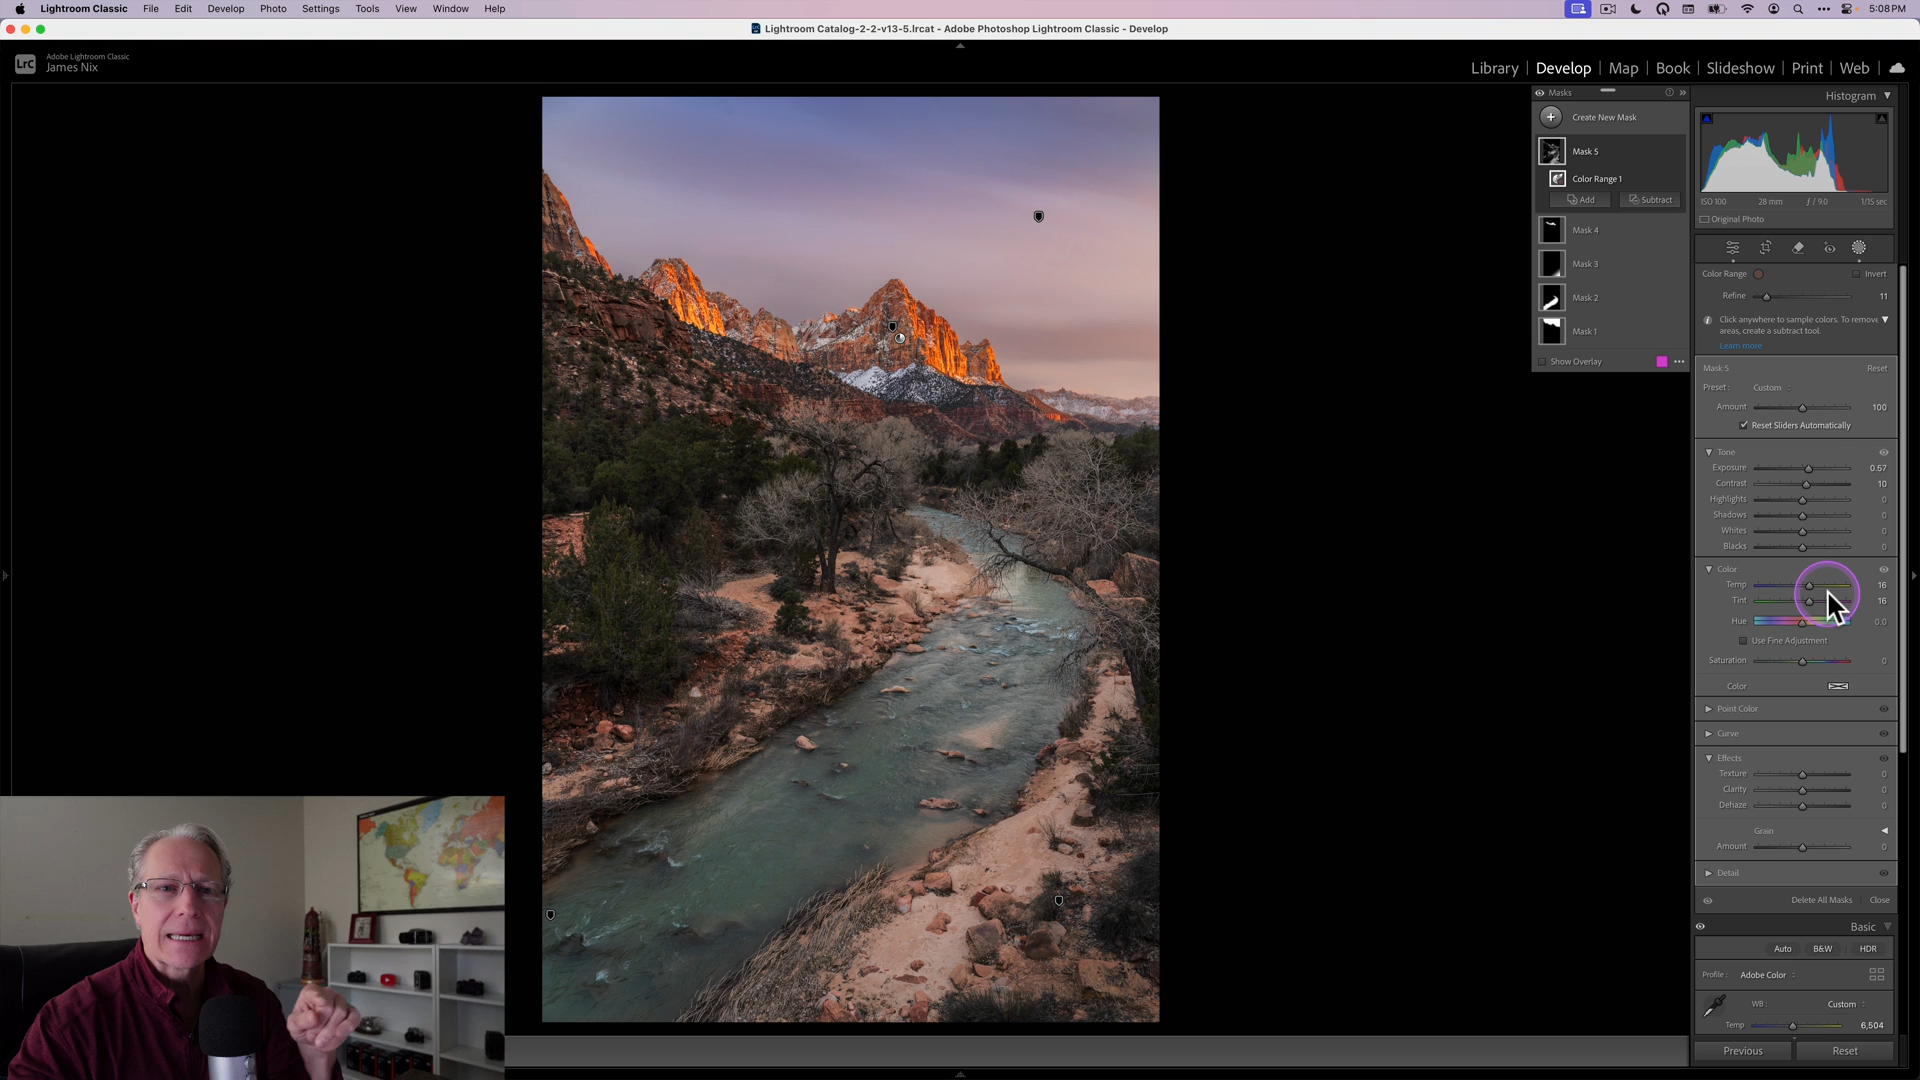 Lightroom Classic File Edit Develop Photo Settings Tools View Window Help 5:08 PM
Lightroom Catalog-2-2-v13-5.lrcat - Adobe Photoshop Lightroom Classic - Develop
LrC Adobe Lightroom Classic
James Nix
Library | Develop | Map | Book | Slideshow | Print | Web
Masks
Create New Mask
Mask 5
Color Range 1
Add Subtract
Mask 4
Mask 3
Mask 2
Mask 1
Show Overlay
Histogram
ISO 100 28 mm ƒ / 9.0 1/15 sec
Original Photo
Color Range Invert
Refine 11
Click anywhere to sample colors. To remove
areas, create a subtract tool.
Learn more
Mask 5 Reset
Preset : Custom
Amount 100
Reset Sliders Automatically
Tone
Exposure 0.57
Contrast 10
Highlights 0
Shadows 0
Whites 0
Blacks 0
Color
Temp 16
Tint 16
Hue 0.0
Use Fine Adjustment
Saturation 0
Color
Point Color
Curve
Effects
Texture 0
Clarity 0
Dehaze 0
Grain
Amount 0
Detail
Delete All Masks Close
Basic
Auto B&W HDR
Profile : Adobe Color
WB : Custom
Temp 6,504
Previous Reset